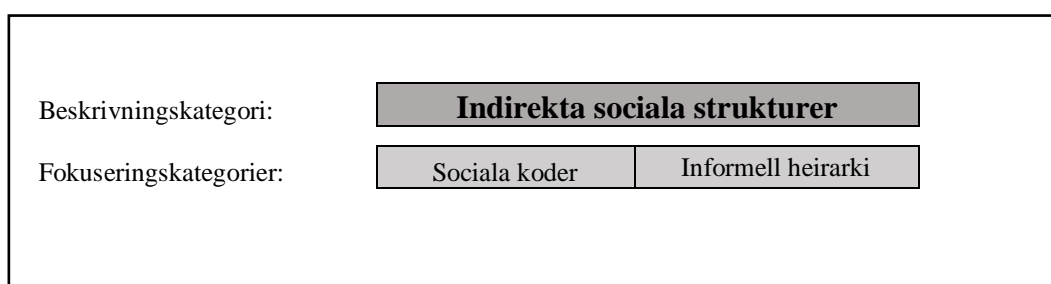 Beskrivningskategori: Indirekta sociala strukturer
Fokuseringskategorier: Sociala koder Informell heirarki